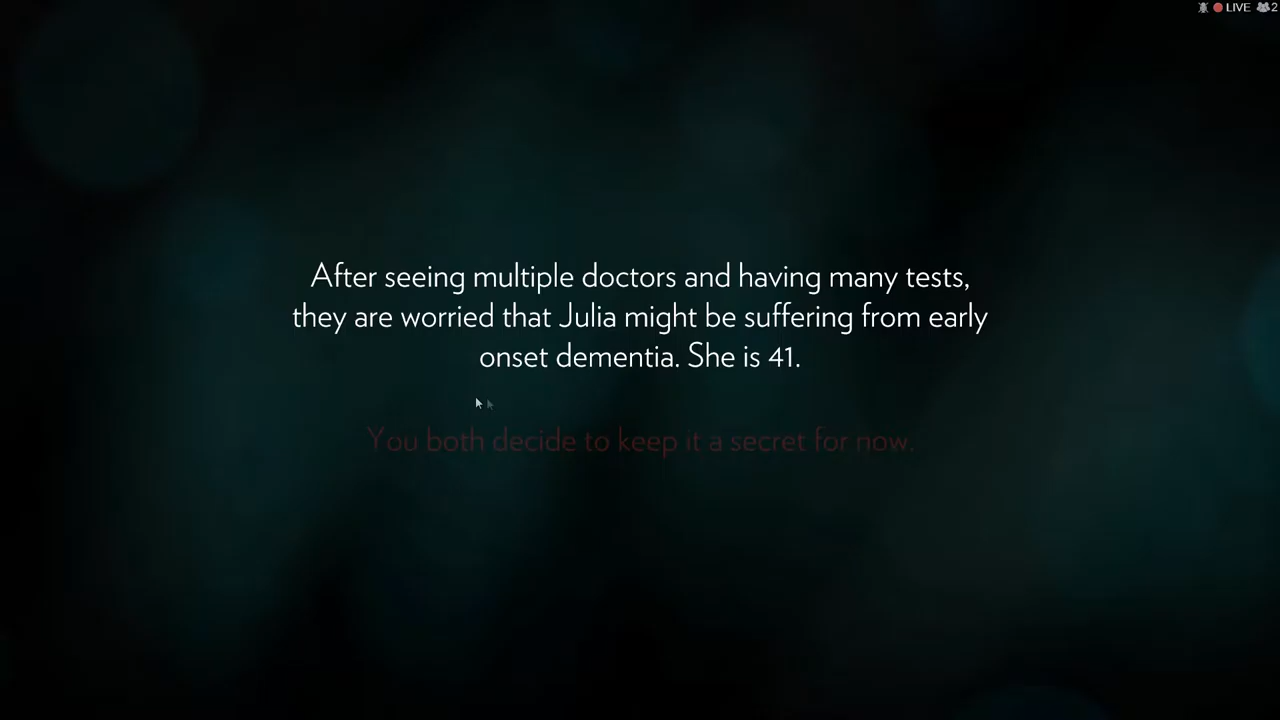 LIVE 2
After seeing multiple doctors and having many tests,
they are worried that Julia might be suffering from early
onset dementia. She is 41.
You both decide to keep it a secret for now.